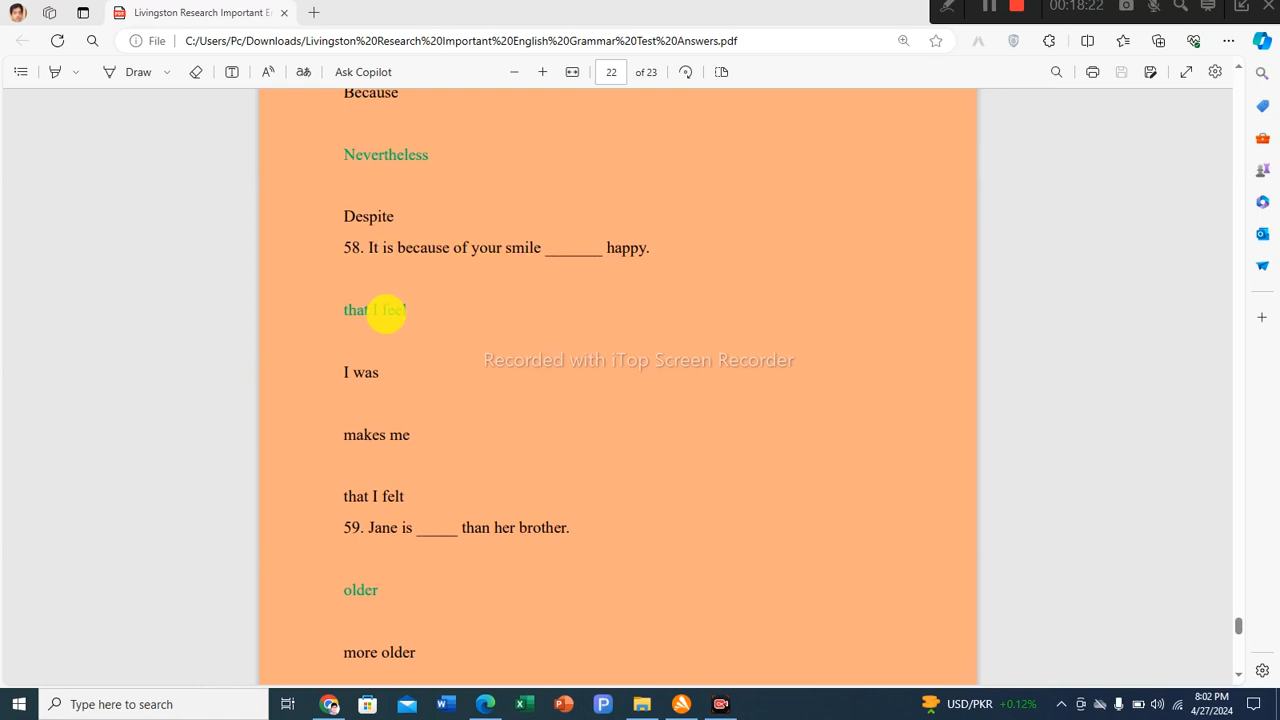 Livingston Research Important En
00:18:22
File
C:/Users/Pc/Downloads/Livingston%20Research%20Important%20English%20Grammar%20Test%20Answers.pdf
Draw
Ask Copilot
22 of 23
Because
Nevertheless
Despite
58. It is because of your smile _______ happy.
that I feel
Recorded with iTop Screen Recorder
I was
makes me
that I felt
59. Jane is _____ than her brother.
older
more older
Type here to search
USD/PKR +0.12%
8:02 PM
4/27/2024